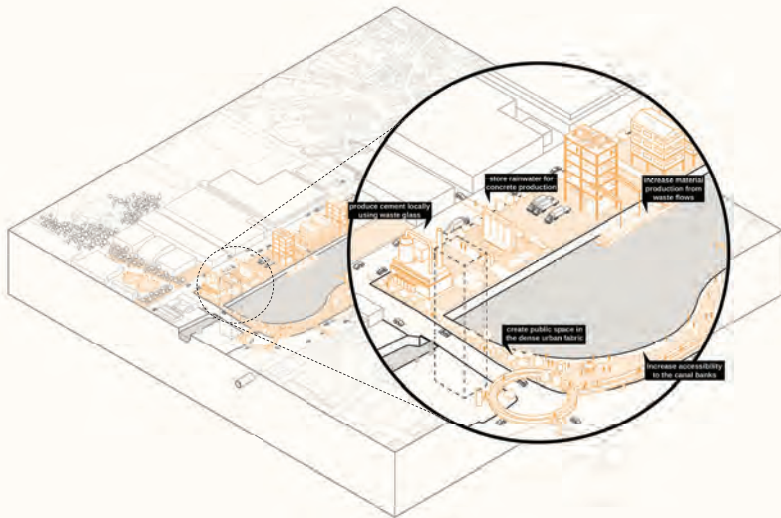 store rainwater for
concrete production
increase material
production from
waste flows
produce cement locally
using waste glass
create public space in
the dense urban fabric
Increase accessibility
to the canal banks